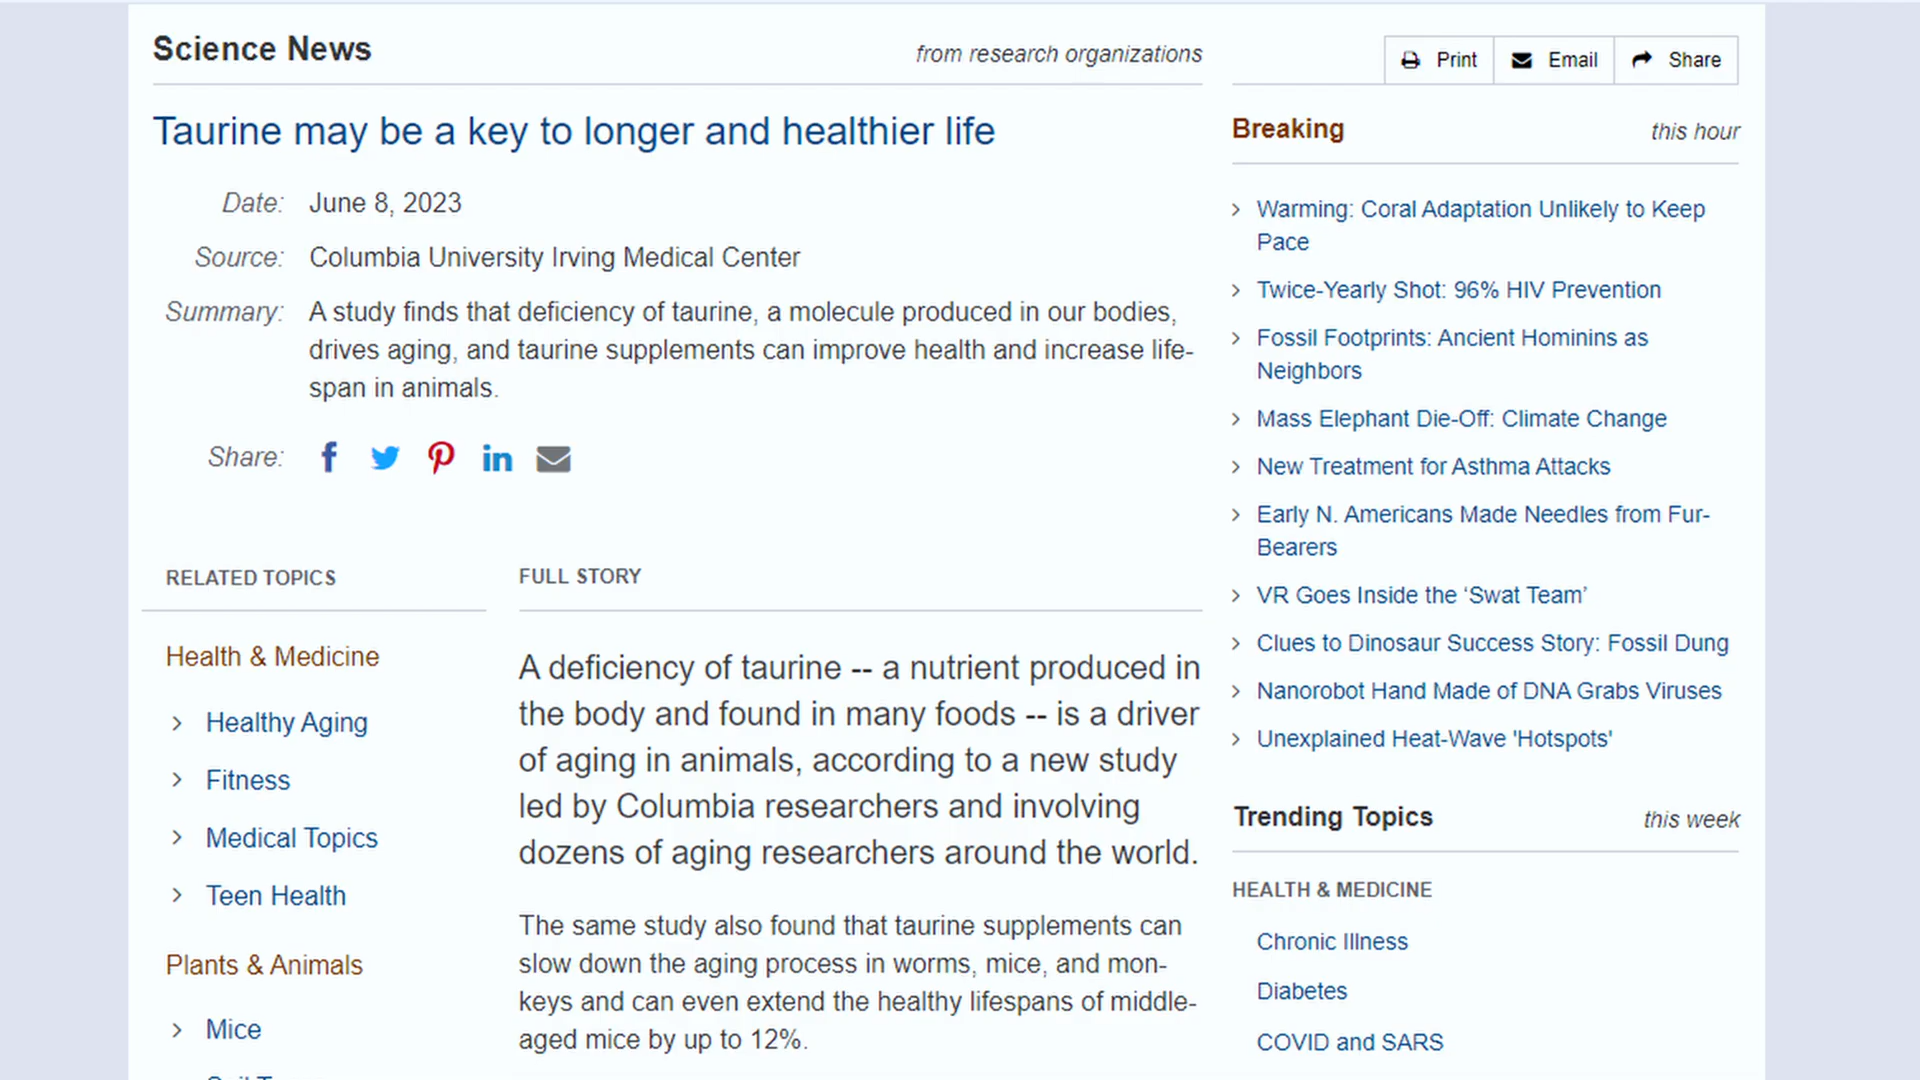 Science News
from research organizations
Taurine may be a key to longer and healthier life
Date: June 8, 2023
Source: Columbia University Irving Medical Center
Summary: A study finds that deficiency of taurine, a molecule produced in our bodies,
drives aging, and taurine supplements can improve health and increase life-
span in animals.
Share:
RELATED TOPICS
Health & Medicine
Healthy Aging
Fitness
Medical Topics
Teen Health
Plants & Animals
Mice
FULL STORY
A deficiency of taurine -- a nutrient produced in
the body and found in many foods -- is a driver
of aging in animals, according to a new study
led by Columbia researchers and involving
dozens of aging researchers around the world.
The same study also found that taurine supplements can
slow down the aging process in worms, mice, and mon-
keys and can even extend the healthy lifespans of middle-
aged mice by up to 12%.
Print
Email
Share
Breaking
this hour
Warming: Coral Adaptation Unlikely to Keep
Pace
Twice-Yearly Shot: 96% HIV Prevention
Fossil Footprints: Ancient Hominins as
Neighbors
Mass Elephant Die-Off: Climate Change
New Treatment for Asthma Attacks
Early N. Americans Made Needles from Fur-
Bearers
VR Goes Inside the ‘Swat Team’
Clues to Dinosaur Success Story: Fossil Dung
Nanorobot Hand Made of DNA Grabs Viruses
Unexplained Heat-Wave 'Hotspots'
Trending Topics
this week
HEALTH & MEDICINE
Chronic Illness
Diabetes
COVID and SARS